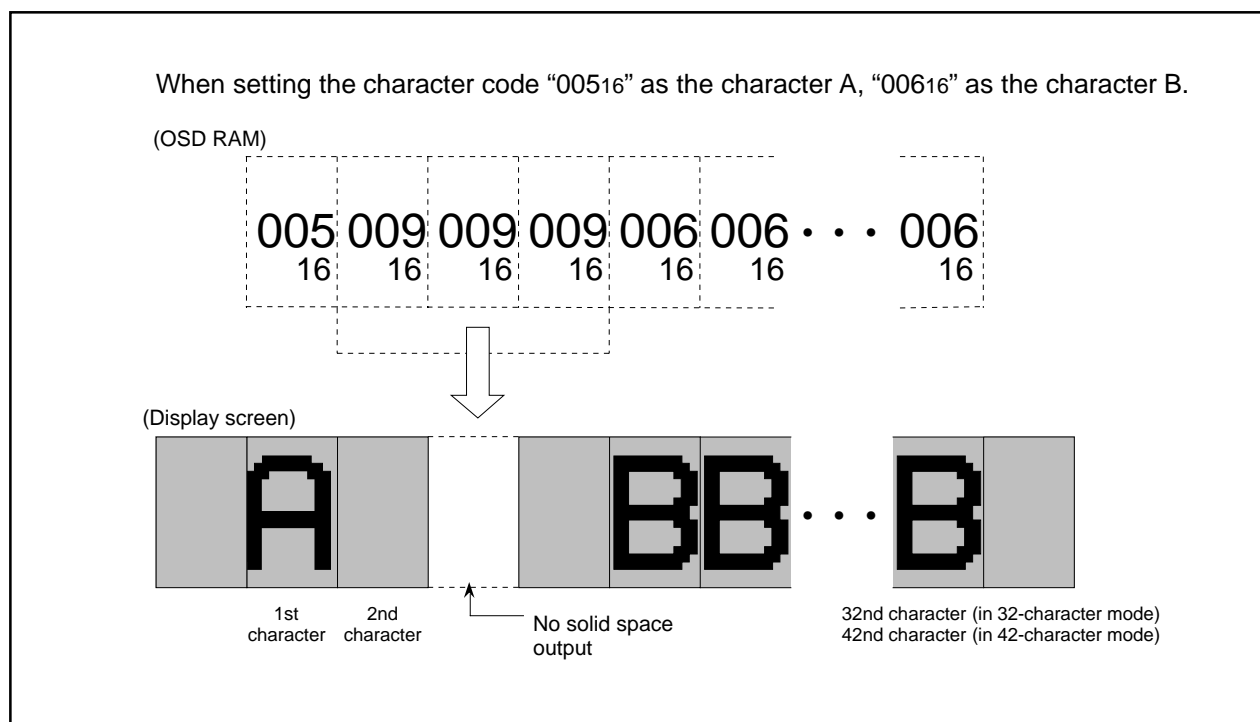 When setting the character code “00516” as the character A, “00616” as the character B.
(OSD RAM)
005 009 009 009 006 006 • • • 006
16 16 16 16 16 16 16
(Display screen)
A BB • • • B
1st character
2nd character
No solid space
output
32nd character (in 32-character mode)
42nd character (in 42-character mode)